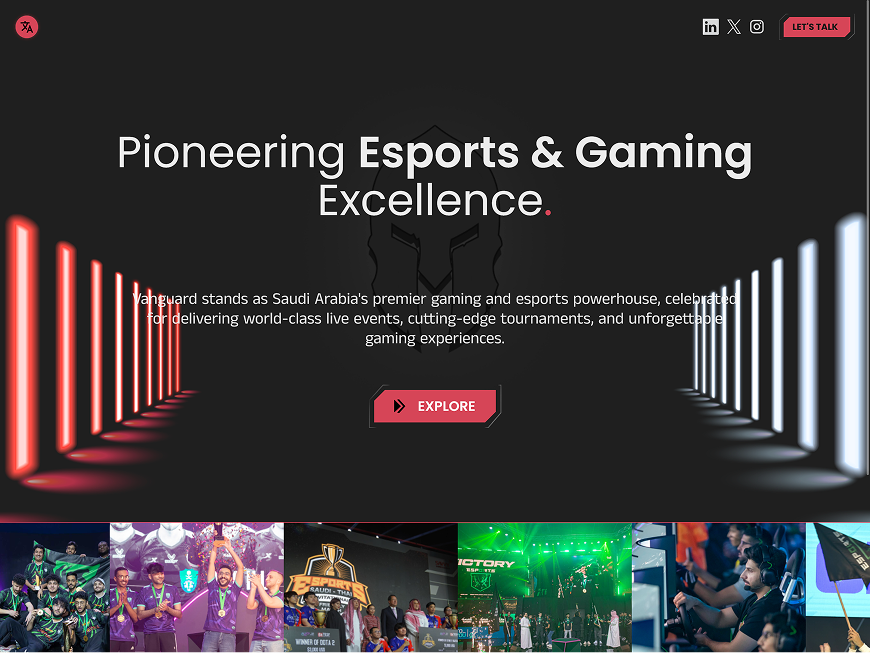 LET'S TALK
Pioneering Esports & Gaming
Excellence.
Vanguard stands as Saudi Arabia's premier gaming and esports powerhouse, celebrated
for delivering world-class live events, cutting-edge tournaments, and unforgettable
gaming experiences.
EXPLORE
ESPORTS
SAUDI - THAI
WINNER OF DOTA 2
ICTORY
ESPORTS
ESPORTS